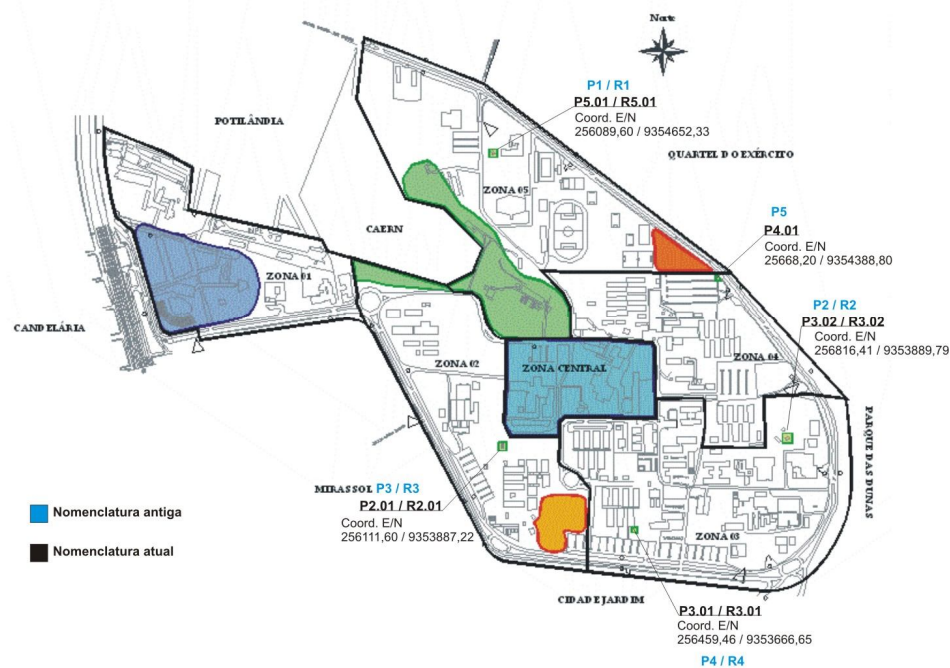 Norte
P1 / R1
P5.01 / R5.01
Coord. E/N
256089,60 / 9354652,33
POTILÂNDIA
QUARTEL DO EXÉRCITO
ZONA 05
P5
P4.01
Coord. E/N
25668,20 / 9354388,80
CAERN
ZONA 01
P2 / R2
P3.02 / R3.02
Coord. E/N
256816,41 / 9353889,79
CANDELÁRIA
ZONA 02
ZONA CENTRAL
ZONA 04
PARQUE DAS DUNAS
MIRASSOL
P3 / R3
P2.01 / R2.01
Coord. E/N
256111,60 / 9353887,22
Nomenclatura antiga
Nomenclatura atual
ZONA 03
CIDADE JARDIM
P3.01 / R3.01
Coord. E/N
256459,46 / 9353666,65
P4 / R4